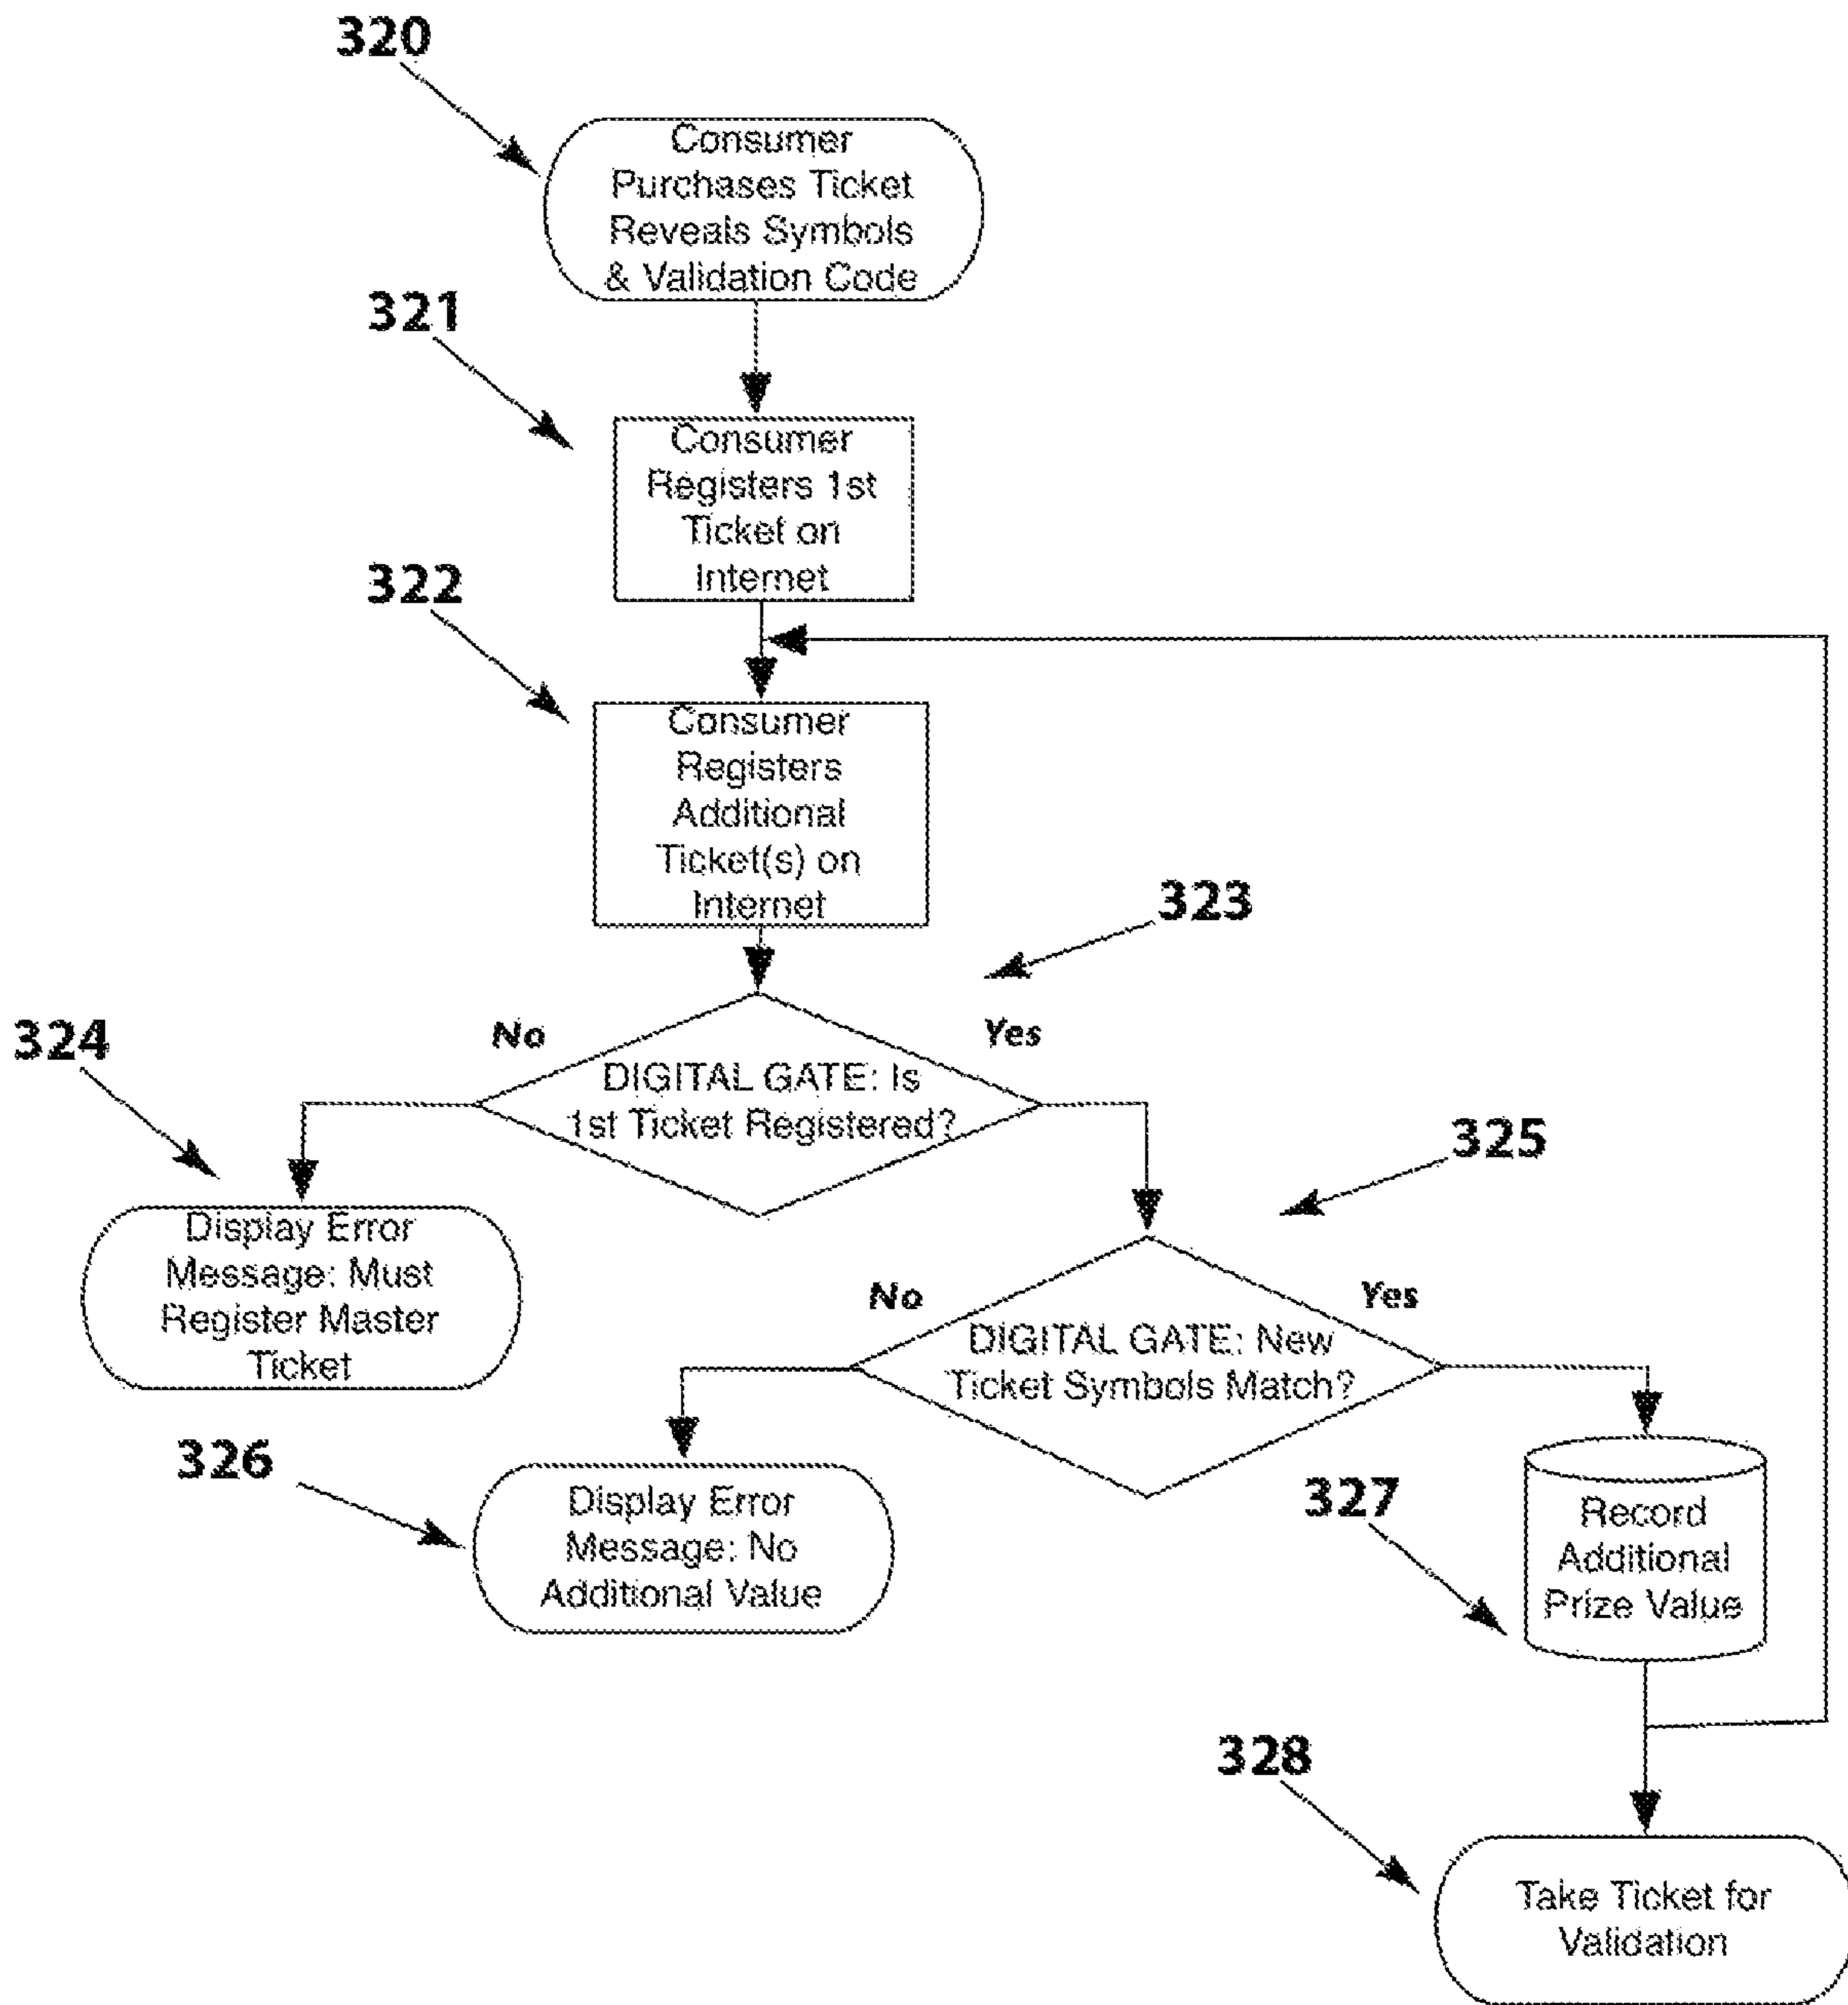 320
Consumer
Purchases Ticket
Reveals Symbols
& Validation Code
321
Consumer
Registers 1st
Ticket on
Internet
322
Consumer
Registers
Additional
Ticket(s) on
Internet
323
No
Yes
DIGITAL GATE: Is
1st Ticket Registered?
324
Display Error
Message: Must
Register Master
Ticket
325
No
Yes
DIGITAL GATE: New
Ticket Symbols Match?
326
Display Error
Message: No
Additional Value
327
Record
Additional
Prize Value
328
Take Ticket for
Validation